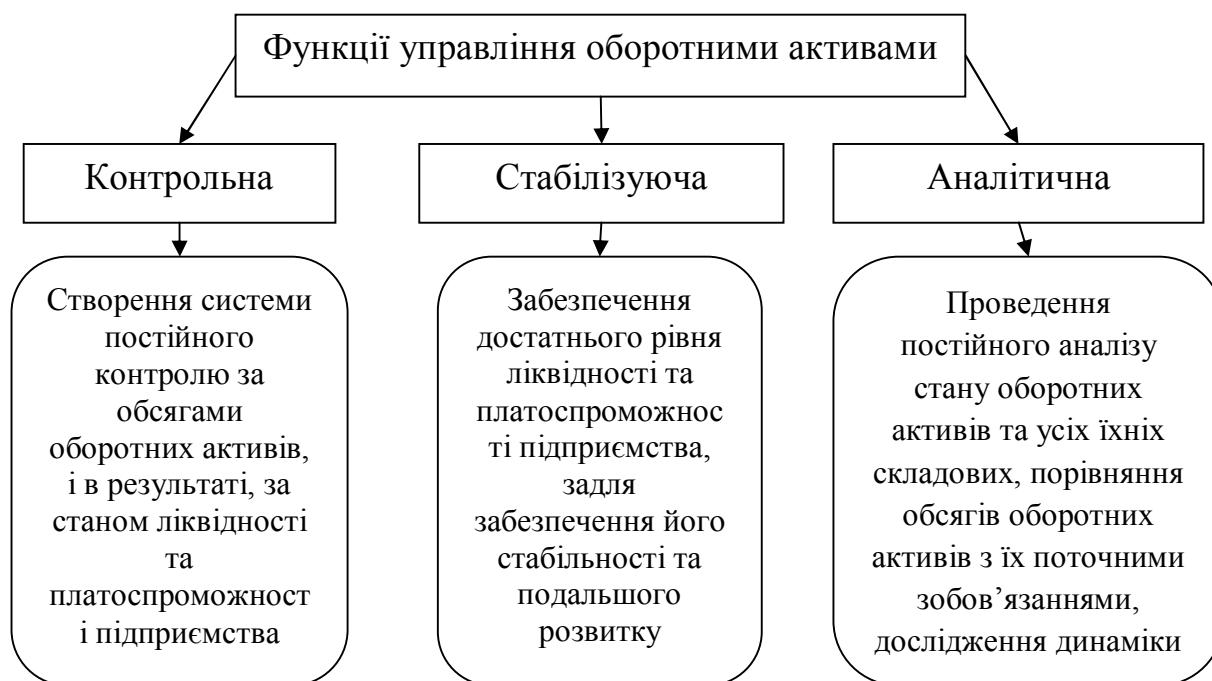 Функції управління оборотними активами
Контрольна
Стабілізуюча
Аналітична
Створення системи
постійного
контролю за
обсягами
оборотних активів,
і в результаті, за
станом ліквідності
та
платоспроможност
і підприємства
Забезпечення
достатнього рівня
ліквідності та
платоспроможнос
ті підприємства,
задля
забезпечення його
стабільності та
подальшого
розвитку
Проведення
постійного аналізу
стану оборотних
активів та усіх їхніх
складових, порівняння
обсягів оборотних
активів з їх поточними
зобов’язаннями,
дослідження динаміки